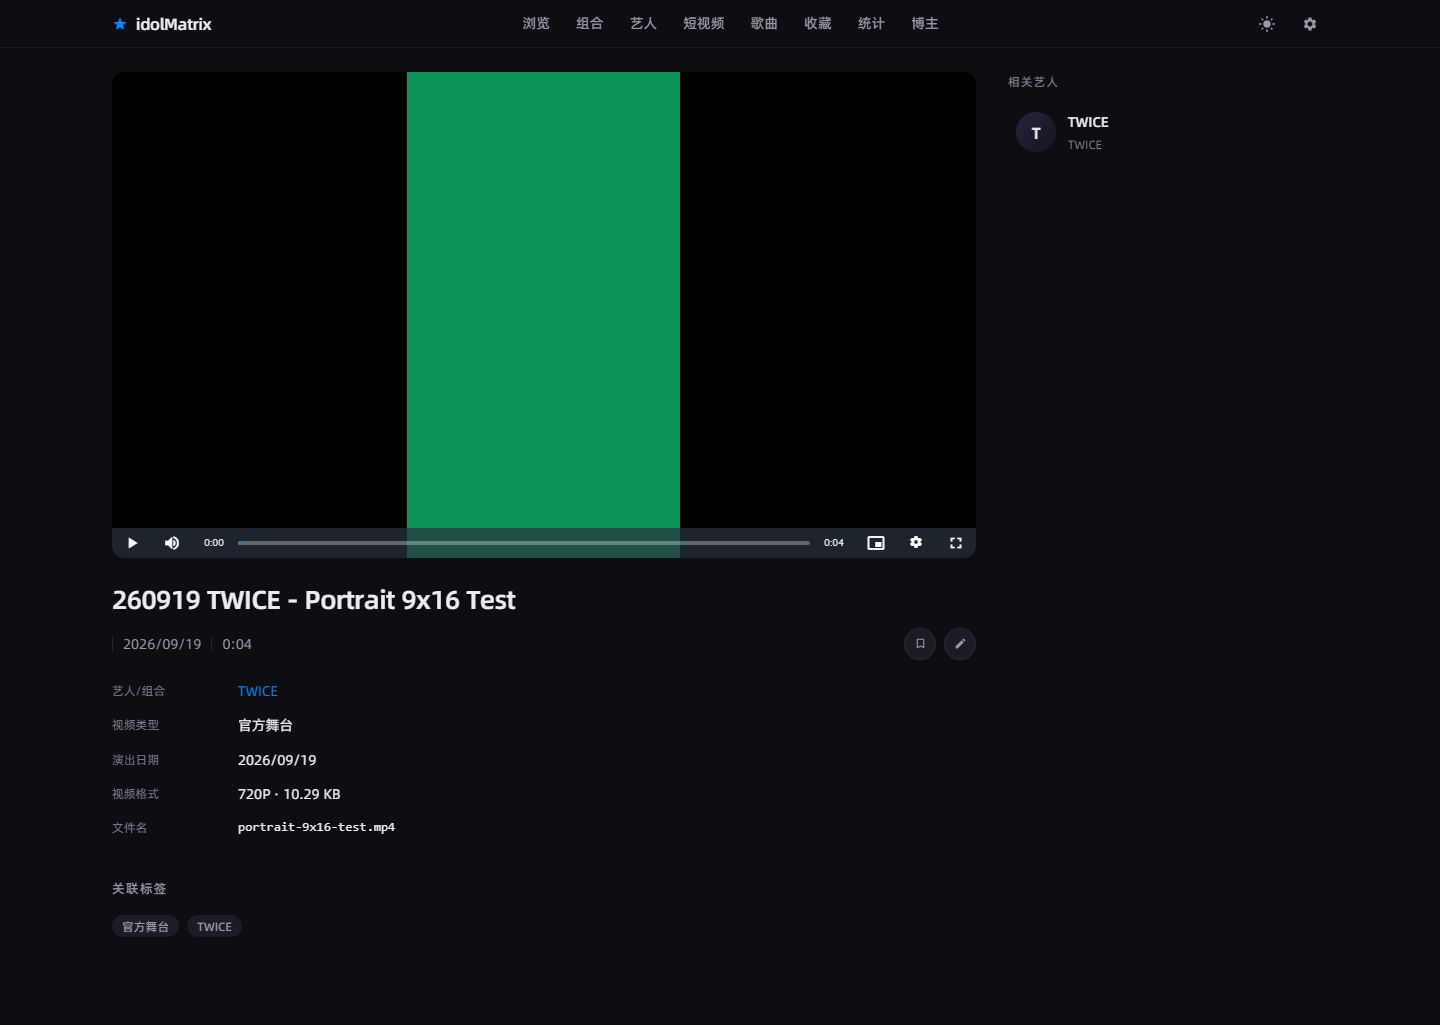 idolMatrix
浏览 组合 艺人 短视频 歌曲 收藏 统计 博主
相关艺人
T
TWICE
TWICE
0:00
0:04
260919 TWICE - Portrait 9x16 Test
2026/09/19 0:04
艺人/组合 TWICE
视频类型 官方舞台
演出日期 2026/09/19
视频格式 720P · 10.29 KB
文件名 portrait-9x16-test.mp4
关联标签
官方舞台 TWICE